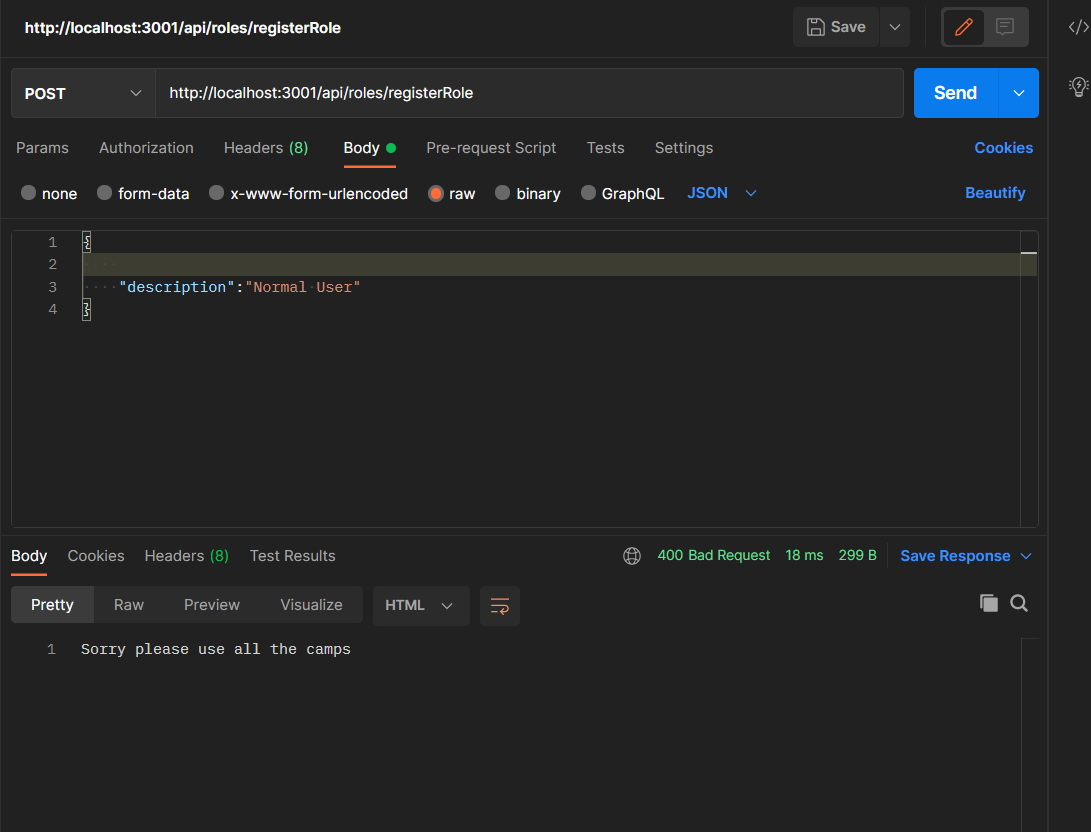 http://localhost:3001/api/roles/registerRole
Save
POST
http://localhost:3001/api/roles/registerRole
Send
Params Authorization Headers (8) Body Pre-request Script Tests Settings Cookies
none form-data x-www-form-urlencoded raw binary GraphQL JSON Beautify
1 {
2
3 "description":"Normal User"
4 }
Body Cookies Headers (8) Test Results 400 Bad Request 18 ms 299 B Save Response
Pretty Raw Preview Visualize HTML
1 Sorry please use all the camps